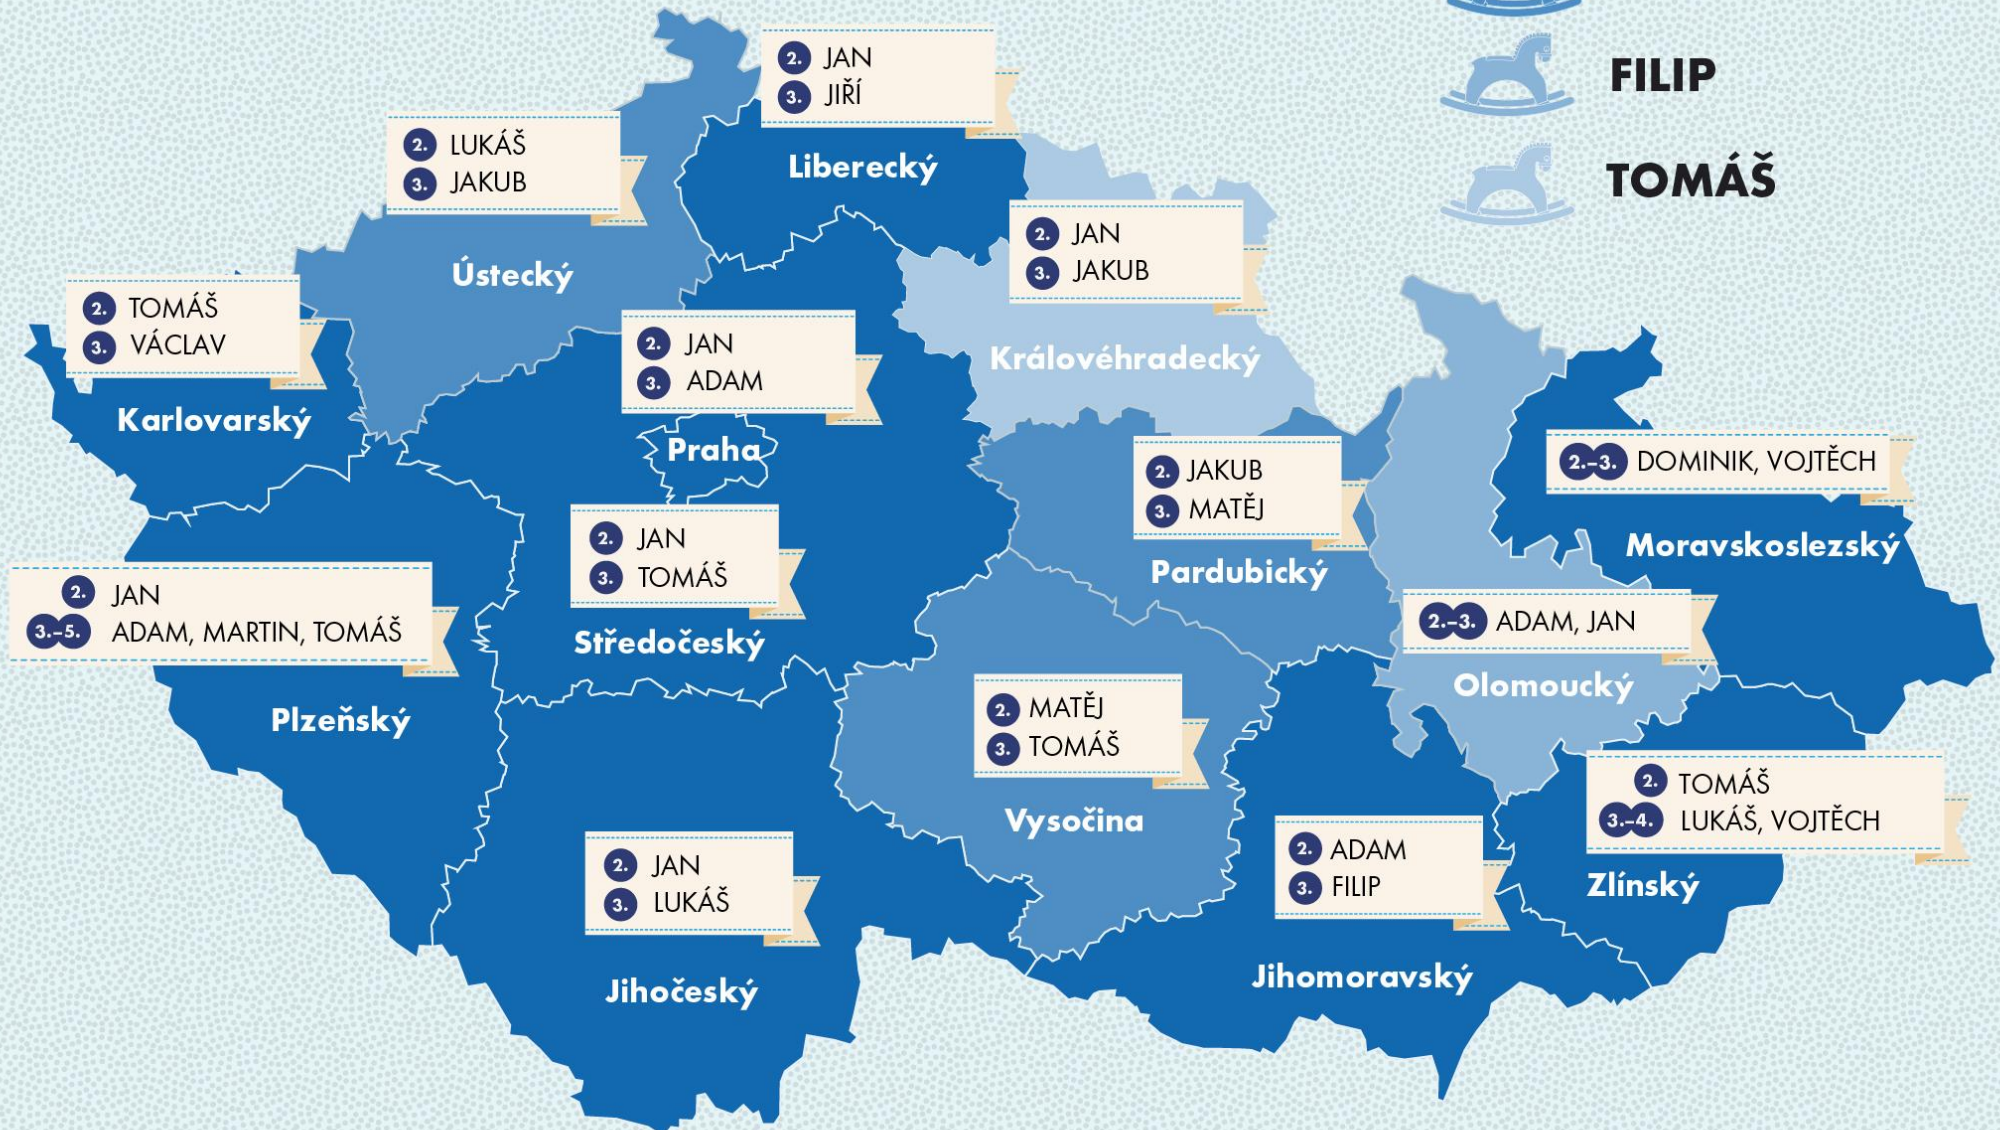 FILIP
TOMÁŠ
2. JAN
3. JIŘÍ
Liberecký
2. LUKÁŠ
3. JAKUB
Ústecký
2. JAN
3. JAKUB
Královéhradecký
2. TOMÁŠ
3. VÁCLAV
Karlovarský
2. JAN
3. ADAM
Praha
2. JAKUB
3. MATĚJ
Pardubický
2.-3. DOMINIK, VOJTĚCH
Moravskoslezský
2. JAN
3. TOMÁŠ
Středočeský
2. JAN
3.-5. ADAM, MARTIN, TOMÁŠ
Plzeňský
2.-3. ADAM, JAN
Olomoucký
2. MATĚJ
3. TOMÁŠ
Vysočina
2. TOMÁŠ
3.-4. LUKÁŠ, VOJTĚCH
Zlínský
2. JAN
3. LUKÁŠ
Jihočeský
2. ADAM
3. FILIP
Jihomoravský